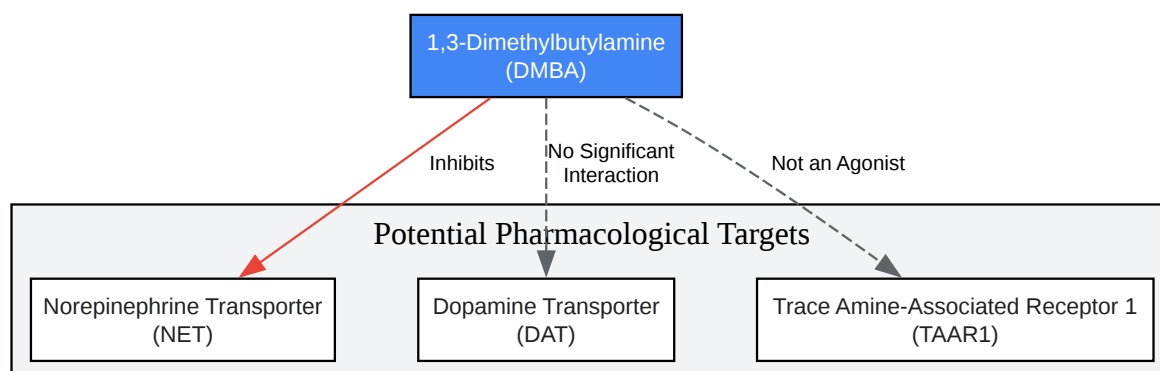 1,3-Dimethylbutylamine
(DMBA)
Inhibits
No Significant
Interaction
Not an Agonist
Potential Pharmacological Targets
Norepinephrine Transporter
(NET)
Dopamine Transporter
(DAT)
Trace Amine-Associated Receptor 1
(TAAR1)